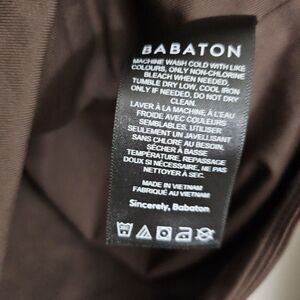 BABATON
MACHINE WASH COLD WITH LIKE
COLOURS, ONLY NON-CHLORINE
BLEACH WHEN NEEDED.
TUMBLE DRY LOW, COOL IRON
ONLY IF NEEDED, DO NOT DRY
CLEAN.
LAVER À LA MACHINE À L'EAU
FROIDE AVEC COULEURS
SEMBLABLES, UTILISER
SEULEMENT UN JAVELLISANT
SANS CHLORE AU BESOIN,
SÉCHER À BASSE
TEMPÉRATURE, REPASSAGE
DOUX SI NÉCESSAIRE, NE PAS
NETTOYER À SEC.
MADE IN VIETNAM
FABRIQUÉ AU VIETNAM
Sincerely, Babaton